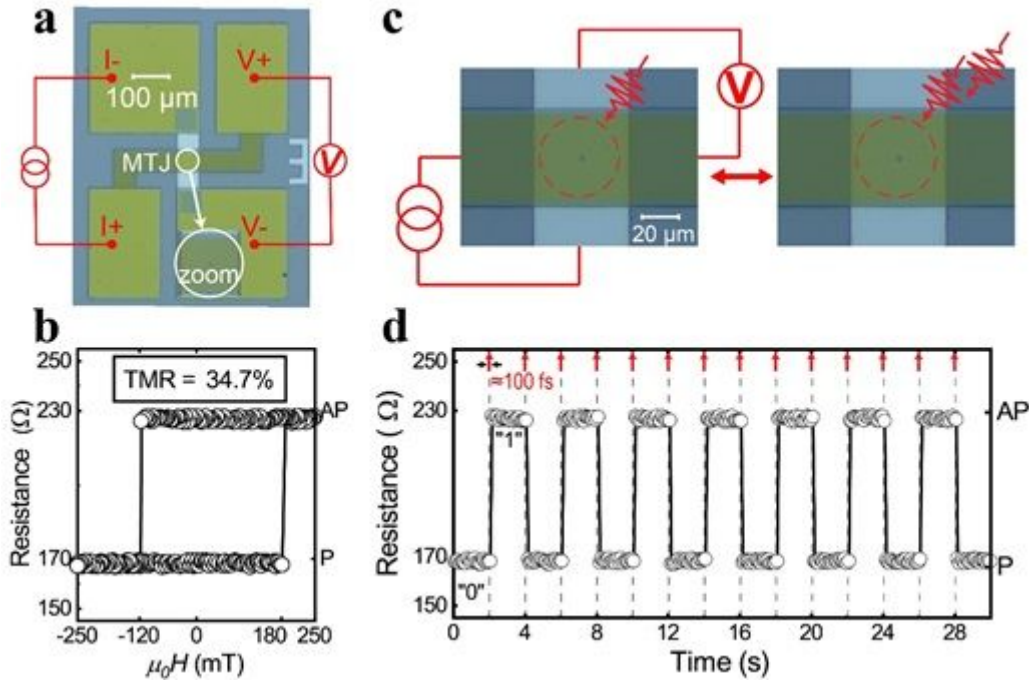 a
I-
V+
100 μm
MTJ
V
I+
V-
zoom
c
V
20 μm
b
TMR = 34.7%
250
230
170
150
AP
P
Resistance (Ω)
-250 -120 0 180 250
μ₀H (mT)
d
≈100 fs
"1"
"0"
250
230
170
150
AP
P
Resistance ( Ω)
0 4 8 12 16 20 24 28
Time (s)